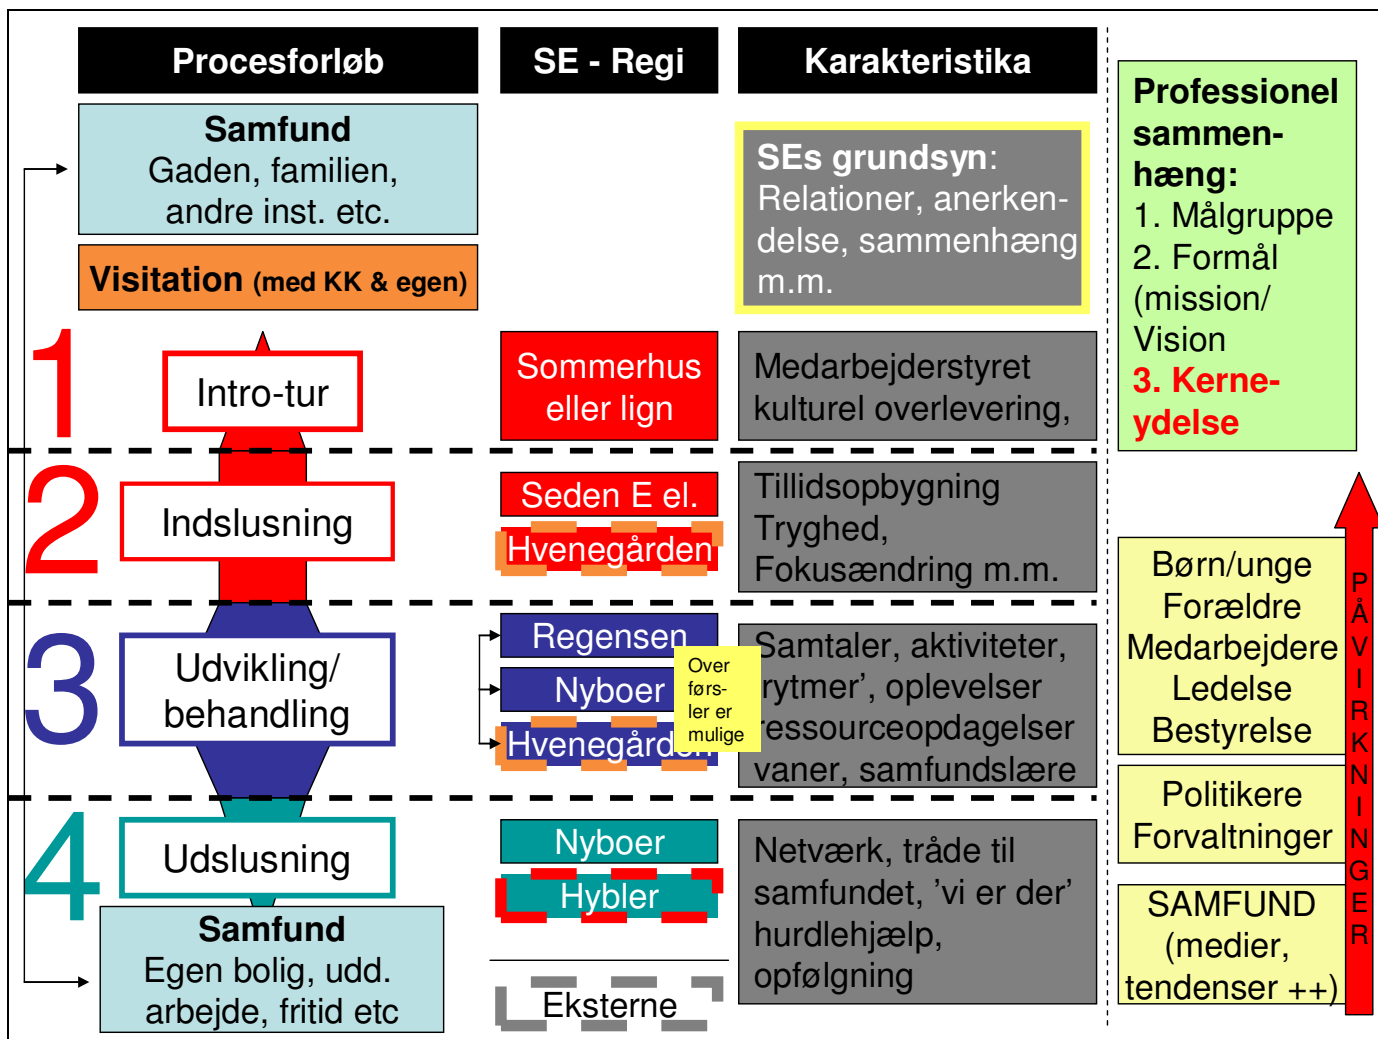 Procesforløb
SE - Regi
Karakteristika
Samfund
Gaden, familien,
andre inst. etc.
Visitation (med KK & egen)
SEs grundsyn:
Relationer, anerken-
delse, sammenhæng
m.m.
1
Intro-tur
Sommerhus
eller lign
Medarbejderstyret
kulturel overlevering,
2
Indslusning
Seden E el.
Hvenegården
Tillidsopbygning
Tryghed,
Fokusændring m.m.
3
Udvikling/
behandling
Regensen
Nyboer
Hvenegården
Over
førs-
ler er
mulige
Samtaler, aktiviteter,
rytmer', oplevelser
ressourceopdagelser
vaner, samfundslære
4
Udslusning
Nyboer
Hybler
Netværk, tråde til
samfundet, 'vi er der'
hurdlehjælp,
opfølgning
Samfund
Egen bolig, udd.
arbejde, fritid etc
Eksterne
Professionel
sammen-
hæng:
1. Målgruppe
2. Formål
(mission/
Vision
3. Kerne-
ydelse
Børn/unge
Forældre
Medarbejdere
Ledelse
Bestyrelse
Politikere
Forvaltninger
SAMFUND
(medier,
tendenser ++)
PÅVIRKNINGER